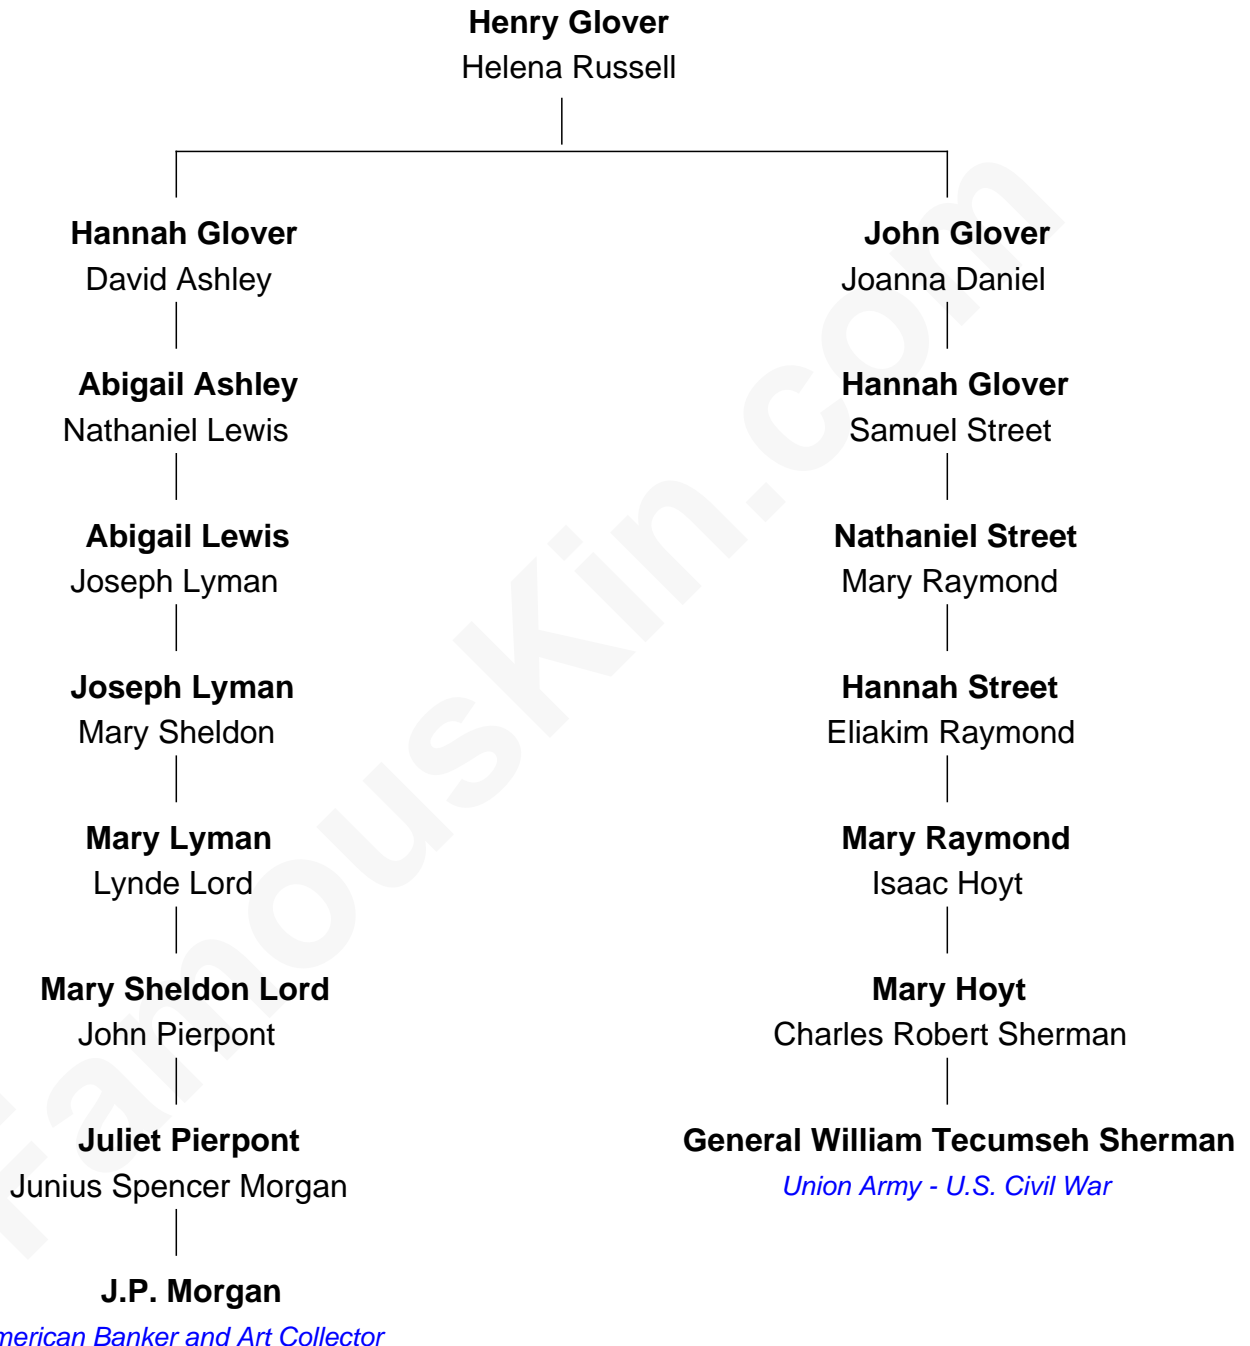 Henry Glover
Helena Russell
Hannah Glover
David Ashley
Abigail Ashley
Nathaniel Lewis
Abigail Lewis
Joseph Lyman
Joseph Lyman
Mary Sheldon
Mary Lyman
Lynde Lord
Mary Sheldon Lord
John Pierpont
Juliet Pierpont
Junius Spencer Morgan
J.P. Morgan
merican Banker and Art Collector
John Glover
Joanna Daniel
Hannah Glover
Samuel Street
Nathaniel Street
Mary Raymond
Hannah Street
Eliakim Raymond
Mary Raymond
Isaac Hoyt
Mary Hoyt
Charles Robert Sherman
General William Tecumseh Sherman
Union Army - U.S. Civil War
FamousKin.com